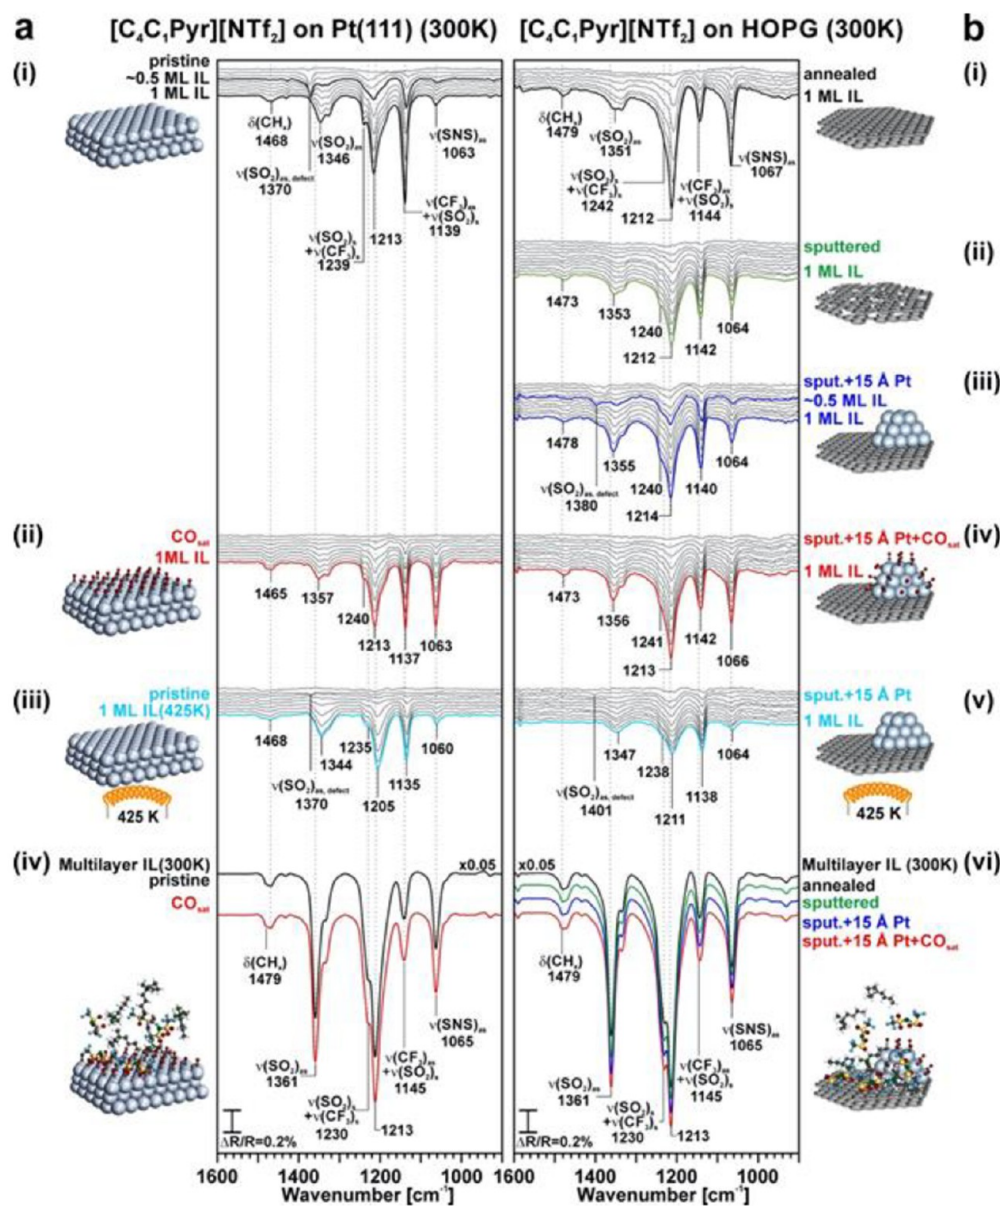 a
[C4C1Pyr][NTf2] on Pt(111) (300K)
[C4C1Pyr][NTf2] on HOPG (300K)
b
(i)
pristine
~0.5 ML IL
1 ML IL
δ(CHx)
1468
ν(SO2)as, defect
1370
ν(SO2)as
1346
ν(SO2)s
+ν(CF3)s
1239
1213
ν(CF3)as
+ν(SO2)s
1139
ν(SNS)as
1063
(ii)
COsat
1ML IL
1465
1357
1240
1213
1137
1063
(iii)
pristine
1 ML IL(425K)
425 K
1468
ν(SO2)as, defect
1370
1344
1235
1205
1135
1060
(iv)
Multilayer IL(300K)
pristine
COsat
x0.05
δ(CHx)
1479
ν(SO2)as
1361
ν(SO2)s
+ν(CF3)s
1230
1213
ν(CF3)as
+ν(SO2)s
1145
ν(SNS)as
1065
ΔR/R=0.2%
1600
1400
1200
1000
Wavenumber [cm-1]
(i)
annealed
1 ML IL
δ(CHx)
1479
ν(SO2)as
1351
ν(SO2)s
+ν(CF3)s
1242
1212
ν(CF3)as
+ν(SO2)s
1144
ν(SNS)as
1067
(ii)
sputtered
1 ML IL
1473
1353
1240
1212
1142
1064
(iii)
sput.+15 Å Pt
~0.5 ML IL
1 ML IL
1478
ν(SO2)as, defect
1380
1355
1240
1214
1140
1064
(iv)
sput.+15 Å Pt+COsat
1 ML IL
1473
1356
1241
1213
1142
1066
(v)
sput.+15 Å Pt
1 ML IL
425 K
ν(SO2)as, defect
1401
1347
1238
1211
1138
1064
(vi)
Multilayer IL (300K)
annealed
sputtered
sput.+15 Å Pt
sput.+15 Å Pt+COsat
x0.05
δ(CHx)
1479
ν(SO2)as
1361
ν(SO2)s
+ν(CF3)s
1230
1213
ν(CF3)as
+ν(SO2)s
1145
ν(SNS)as
1065
ΔR/R=0.2%
1600
1400
1200
1000
Wavenumber [cm-1]